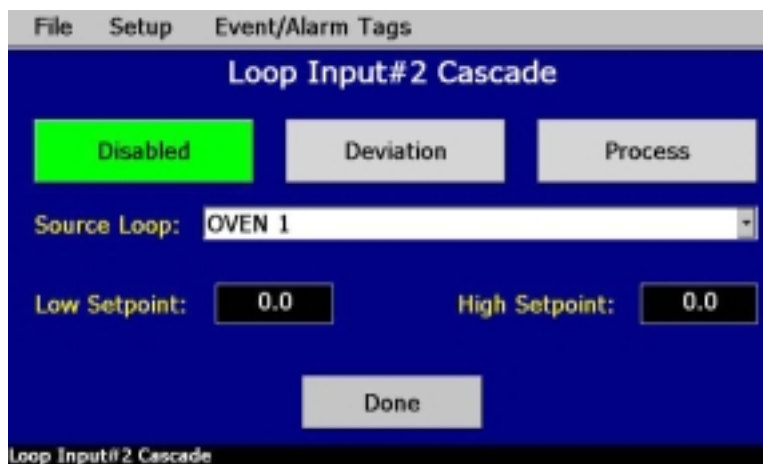 File Setup Event/Alarm Tags
Loop Input#2 Cascade
Disabled Deviation Process
Source Loop: OVEN 1
Low Setpoint: 0.0 High Setpoint: 0.0
Done
Loop Input#2 Cascade